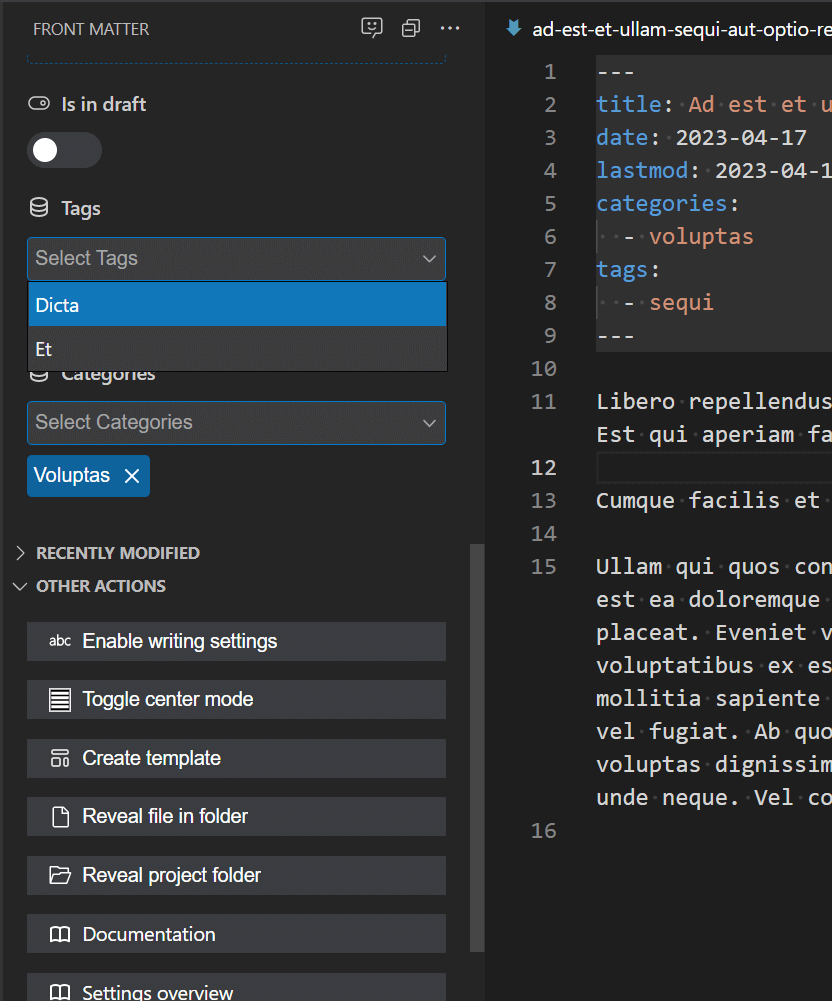 FRONT MATTER
Is in draft
Tags
Select Tags
Dicta
Et
Categories
Select Categories
Voluptas
RECENTLY MODIFIED
OTHER ACTIONS
abc Enable writing settings
Toggle center mode
Create template
Reveal file in folder
Reveal project folder
Documentation
Settings overview
ad-est-et-ullam-sequi-aut-optio-re
1 ---
2 title: Ad est et u
3 date: 2023-04-17
4 lastmod: 2023-04-1
5 categories:
6 - voluptas
7 tags:
8 - sequi
9 ---
10
11 Libero repellendus
Est qui aperiam fa
12
13 Cumque facilis et
14
15 Ullam qui quos con
est ea doloremque
placeat. Eveniet v
voluptatibus ex es
mollitia sapiente
vel fugiat. Ab quo
voluptas dignissim
unde neque. Vel co
16